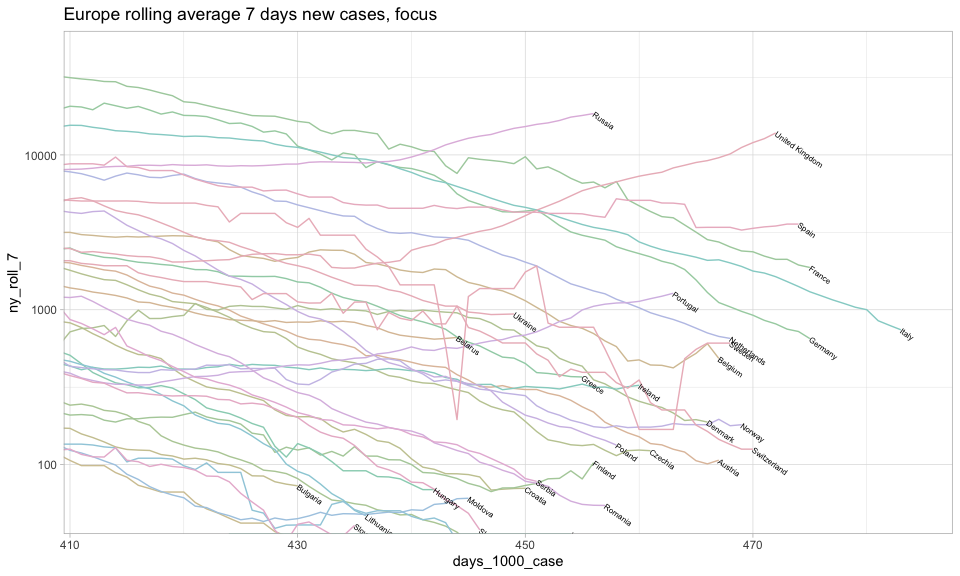 Europe rolling average 7 days new cases, focus
ny_roll_7
10000
1000
100
Russia
United Kingdom
Spain
France
Portugal
Ukraine
Italy
Belarus
Netherlands
Germany
Belgium
Greece
Ireland
Denmark
Norway
Switzerland
Poland
Czechia
Austria
Finland
Serbia
Croatia
Bulgaria
Hungary
Moldova
Romania
410
430
450
470
days_1000_case